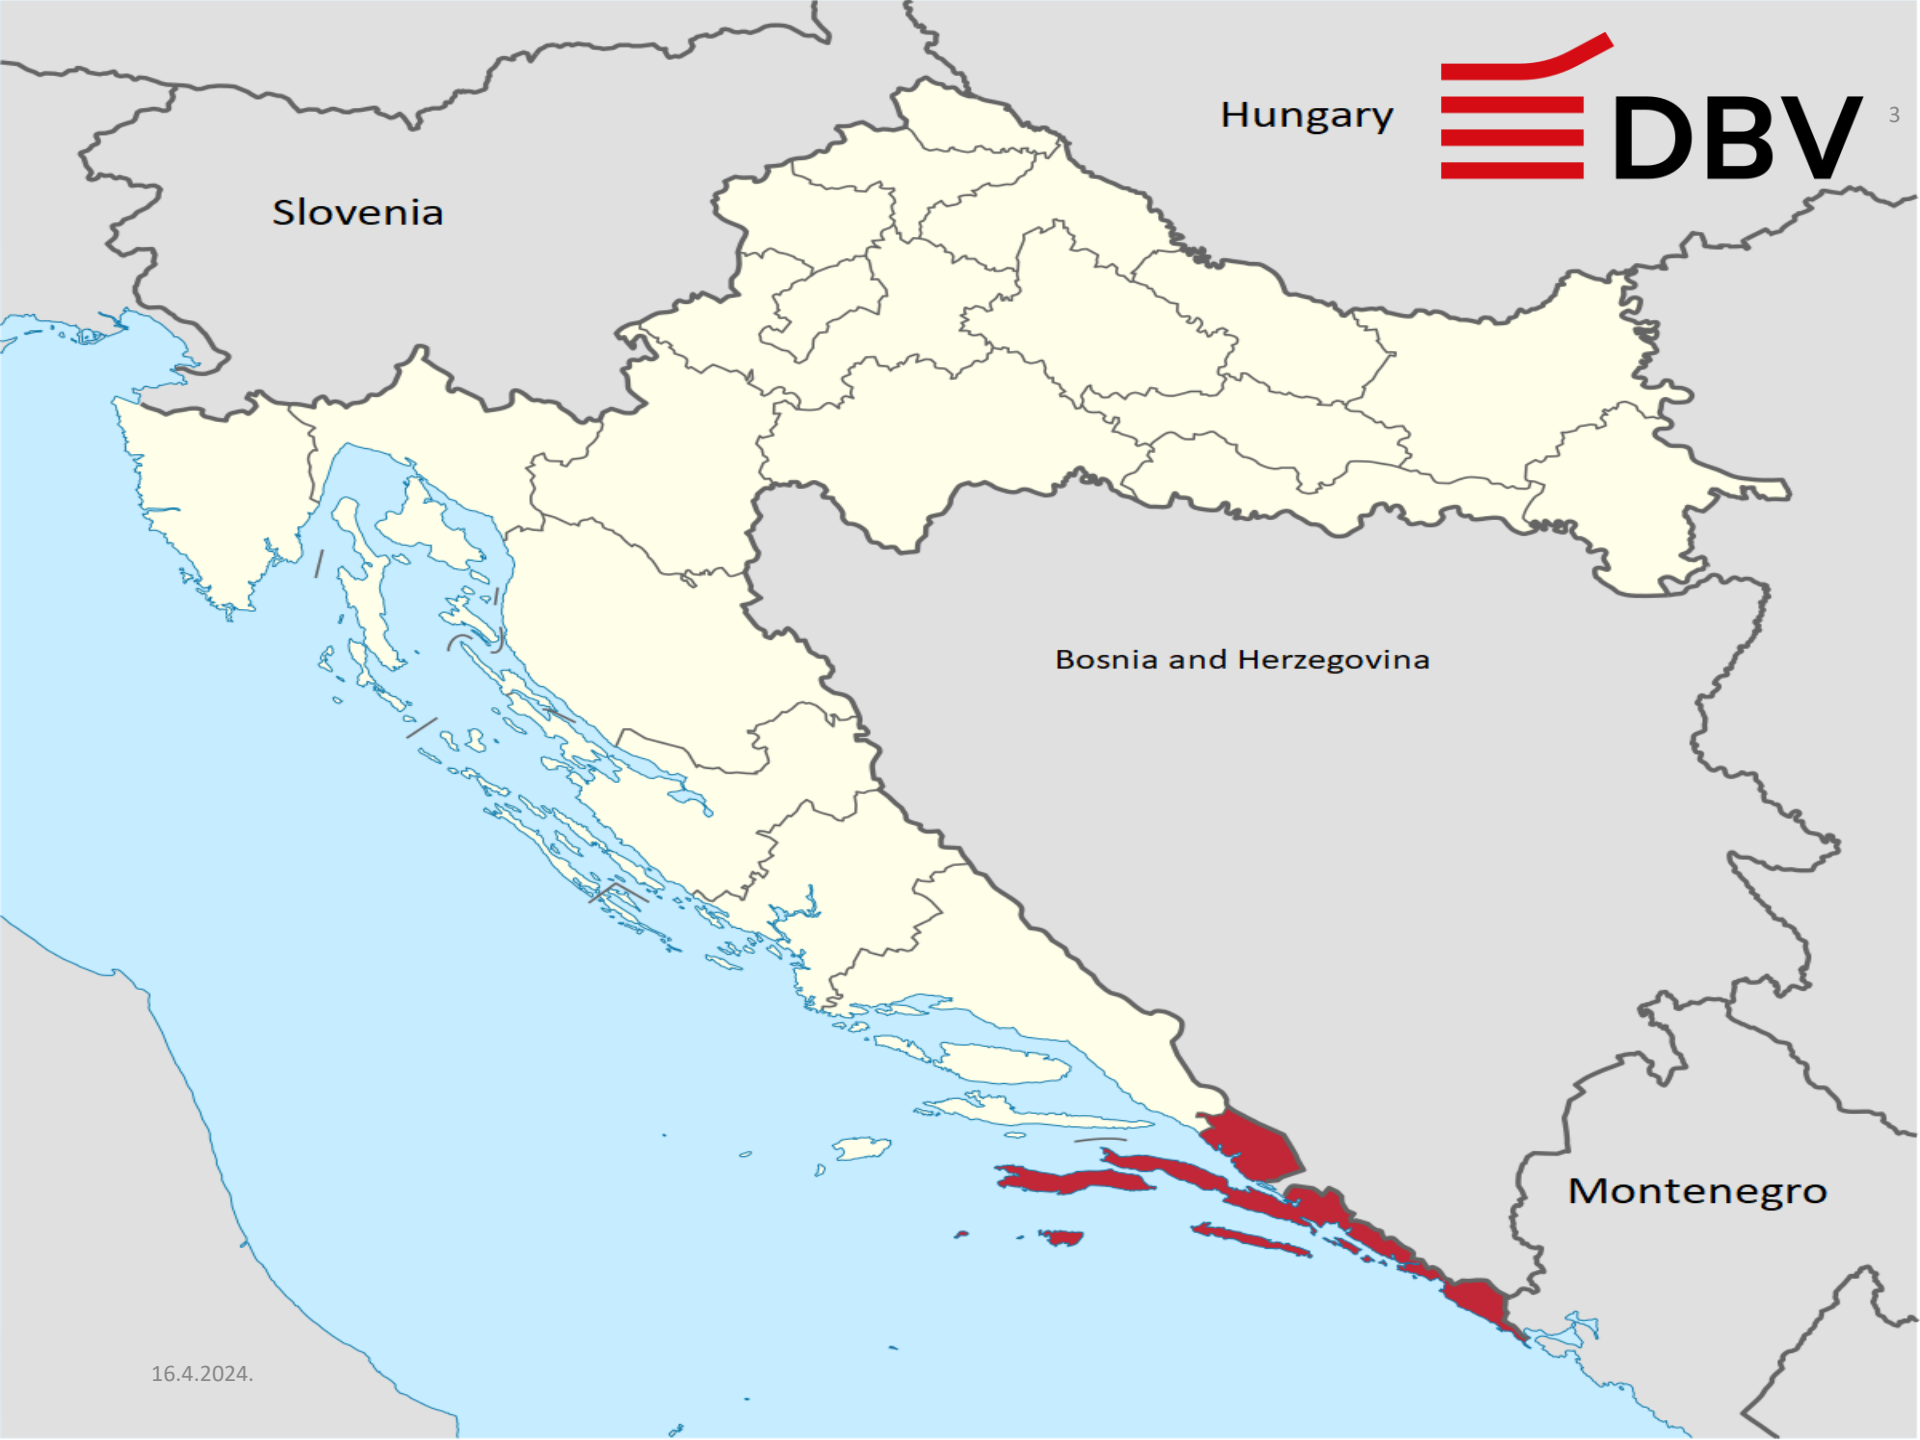 Hungary
DBV
3
Slovenia
Bosnia and Herzegovina
Montenegro
16.4.2024.